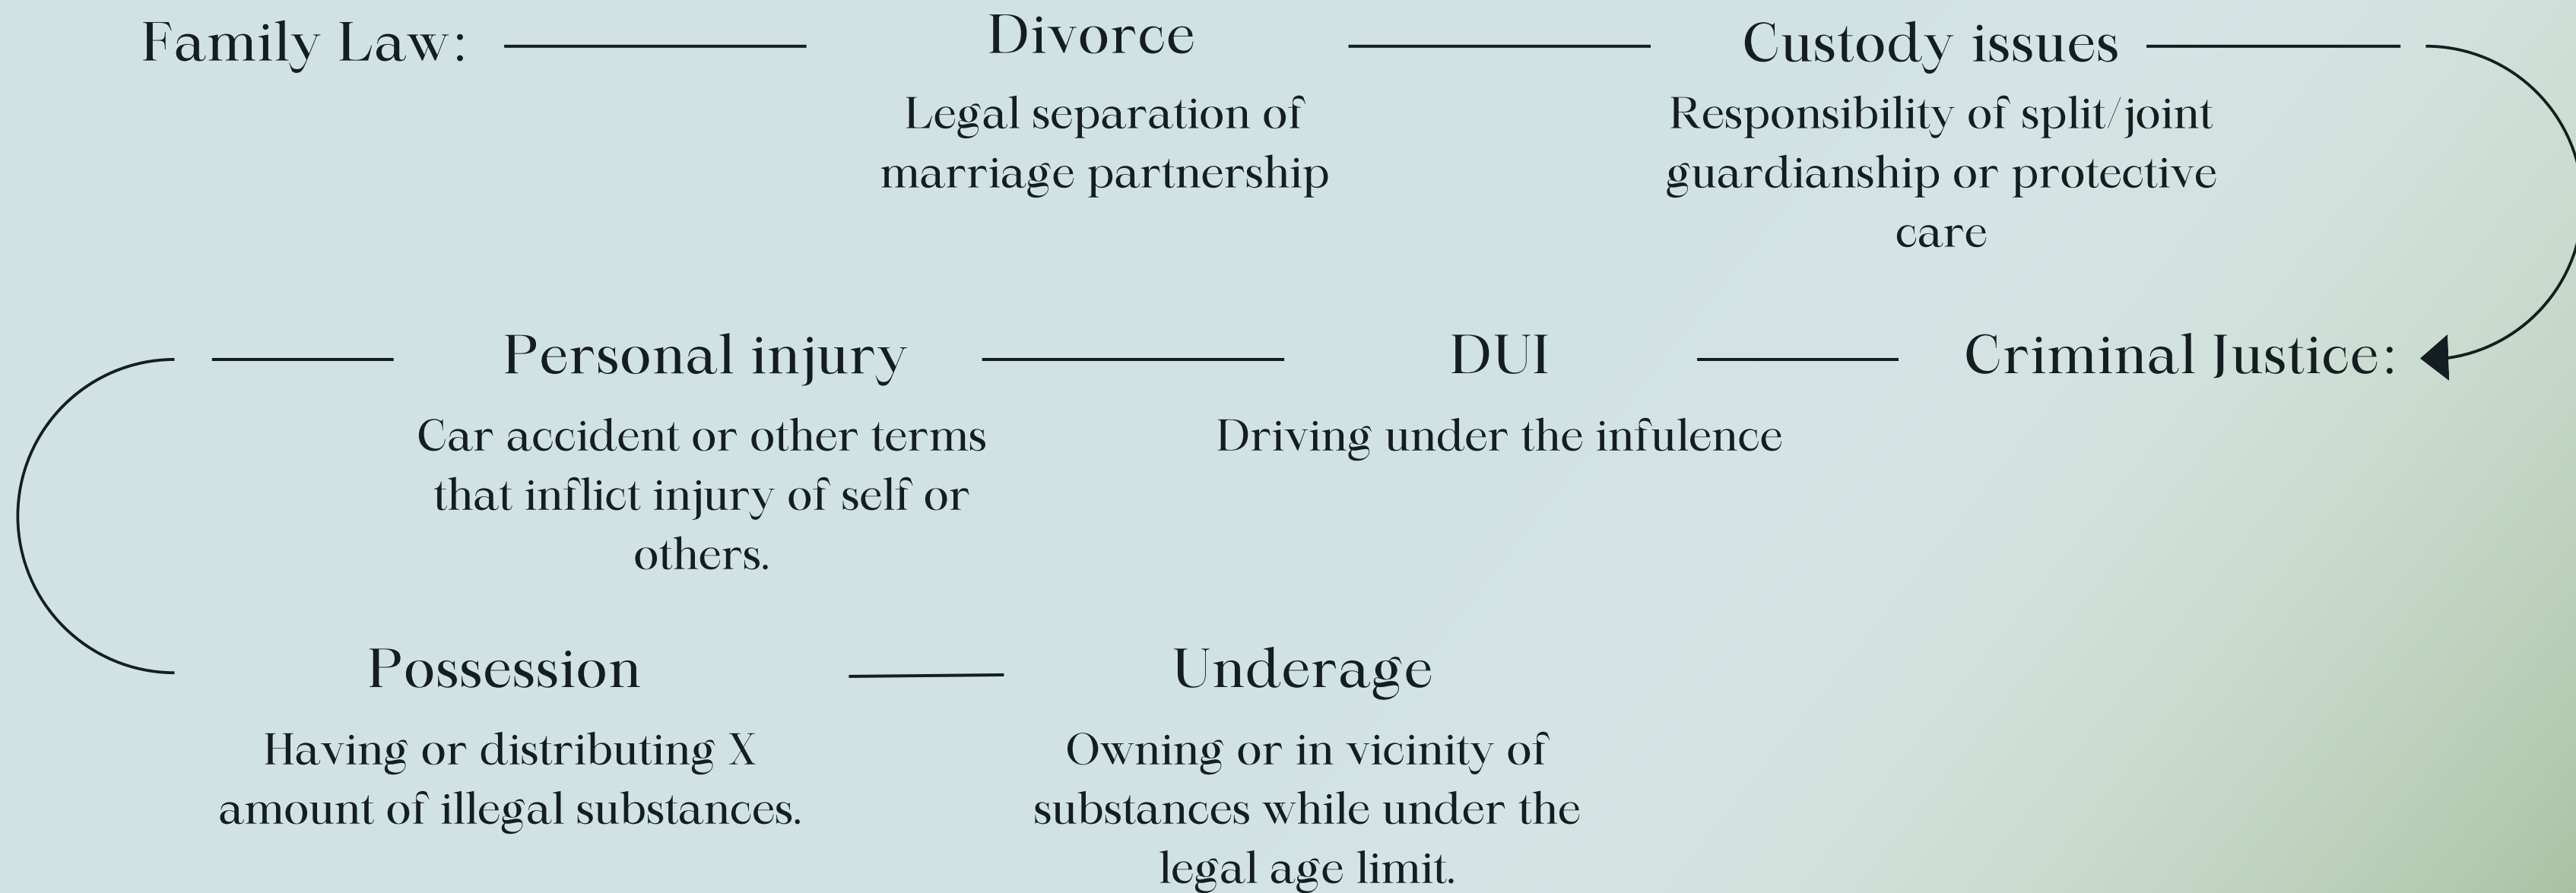 Family Law:
Divorce
Legal separation of
marriage partnership
Custody issues
Responsibility of split/joint
guardianship or protective
care
Criminal Justice:
DUI
Driving under the infulence
Personal injury
Car accident or other terms
that inflict injury of self or
others.
Possession
Having or distributing X
amount of illegal substances.
Underage
Owning or in vicinity of
substances while under the
legal age limit.